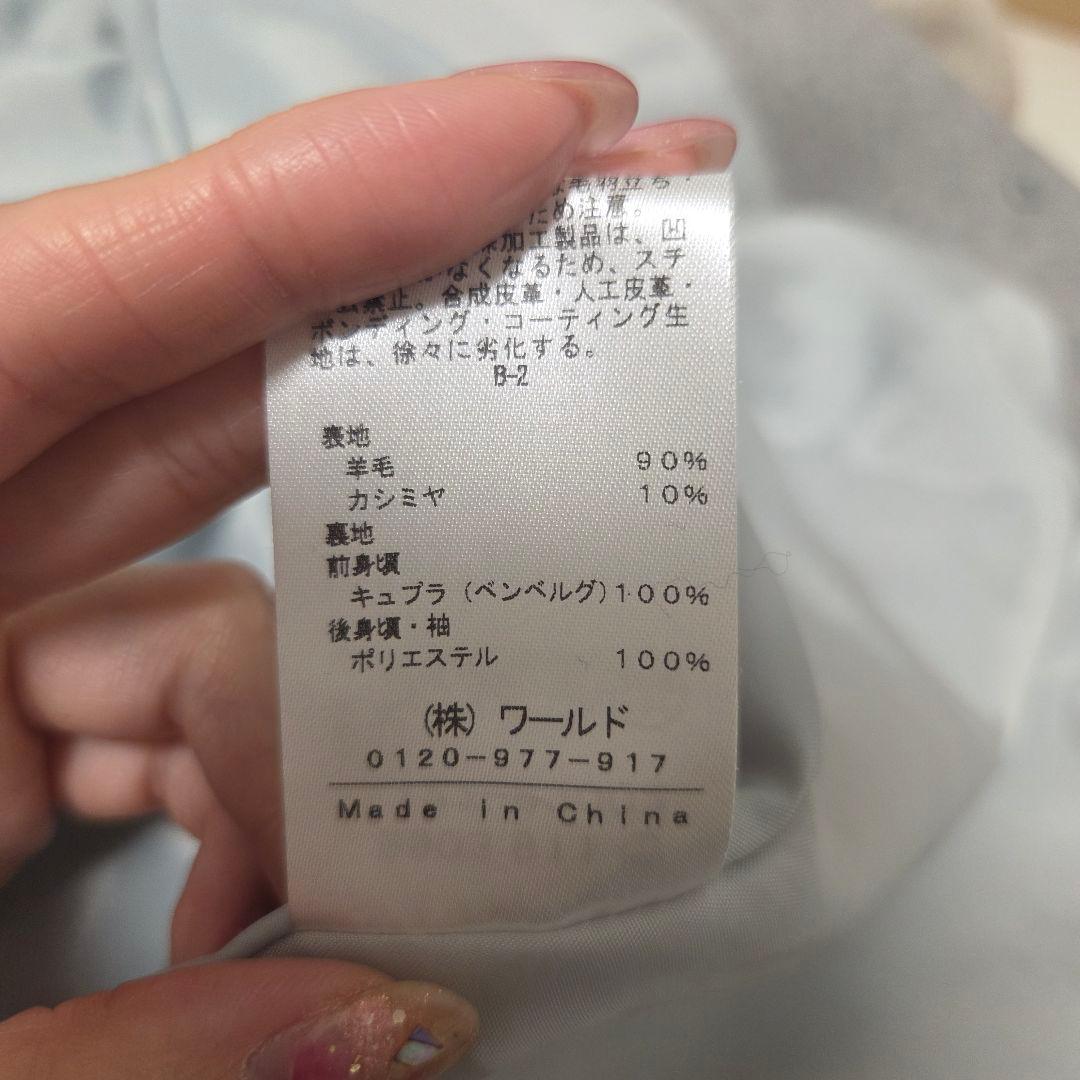 立ち・
ため注意。
加工製品は、凹
なくなるため、スチ
禁止。合成皮革・人工皮革・
ボンディング・コーティング生
地は、徐々に劣化する。
B-2
表地
羊毛 90%
カシミヤ 10%
裏地
前身頃
キュプラ(ベンベルグ)100%
後身頃・袖
ポリエステル 100%
(株)ワールド
0120-977-917
Made in China